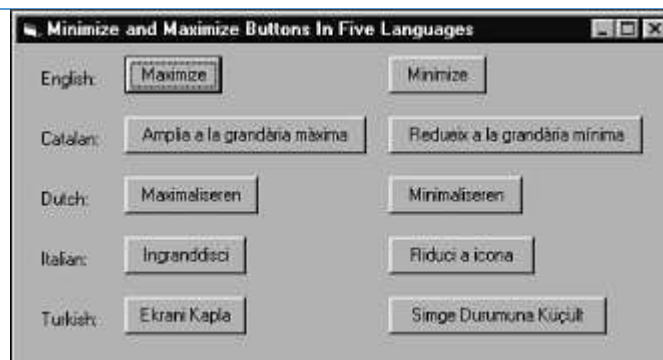 Minimize and Maximize Buttons In Five Languages
English: Maximize Minimize
Catalan: Amplia a la grandària màxima Redueix a la grandària mínima
Dutch: Maximaliseren Minimaliseren
Italian: Ingranddisci Riduci a icona
Turkish: Ekrani Kapla Simge Durumuna Küçült